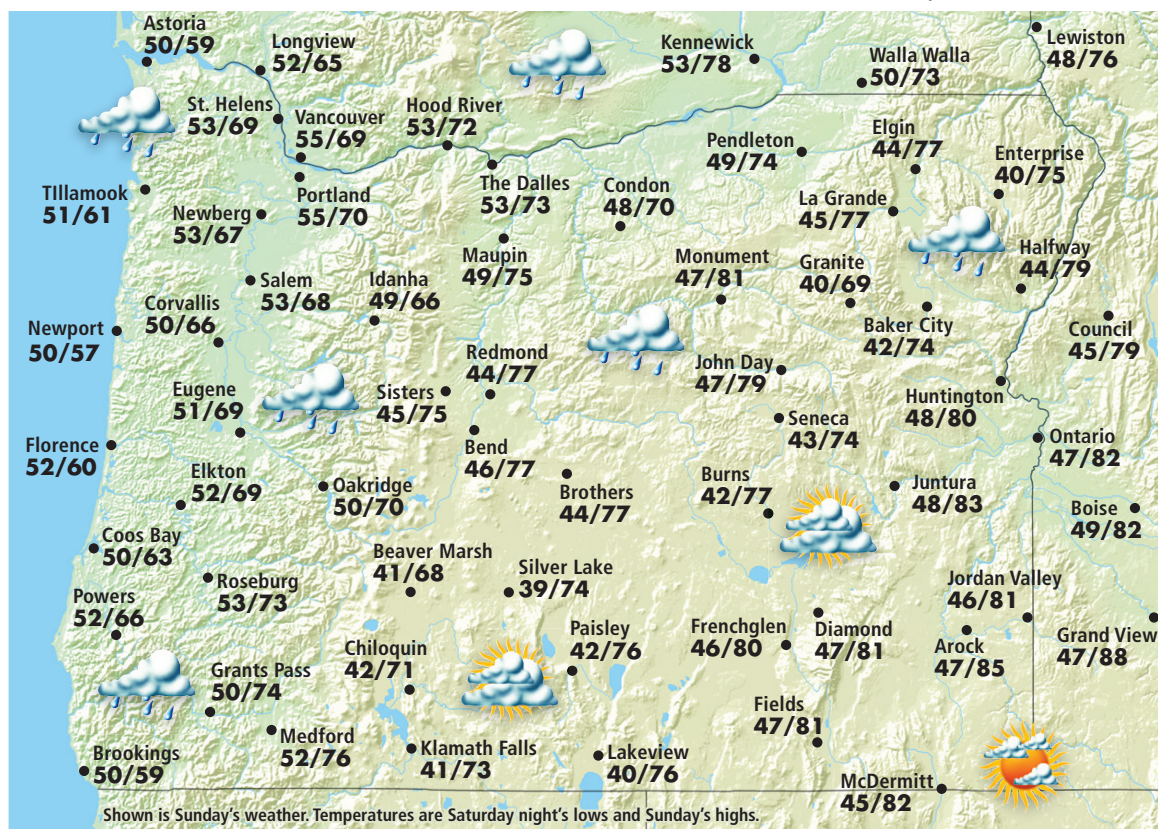 Astoria
50/59
Longview
52/65
Kennewick
53/78
Walla Walla
50/73
Lewiston
48/76
St. Helens
53/69
Vancouver
55/69
Hood River
53/72
Pendleton
49/74
Elgin
44/77
Enterprise
40/75
TIllamook
51/61
Portland
55/70
Newberg
53/67
The Dalles
53/73
Condon
48/70
La Grande
45/77
Maupin
49/75
Monument
47/81
Granite
40/69
Halfway
44/79
Salem
53/68
Idanha
49/66
Corvallis
50/66
Newport
50/57
Baker City
42/74
Council
45/79
Redmond
44/77
John Day
47/79
Eugene
51/69
Sisters
45/75
Huntington
48/80
Seneca
43/74
Florence
52/60
Bend
46/77
Ontario
47/82
Elkton
52/69
Oakridge
50/70
Brothers
44/77
Burns
42/77
Juntura
48/83
Boise
49/82
Coos Bay
50/63
Beaver Marsh
41/68
Silver Lake
39/74
Roseburg
53/73
Jordan Valley
46/81
Powers
52/66
Chiloquin
42/71
Paisley
42/76
Frenchglen
46/80
Diamond
47/81
Arock
47/85
Grand View
47/88
Grants Pass
50/74
Medford
52/76
Klamath Falls
41/73
Lakeview
40/76
Fields
47/81
Brookings
50/59
McDermitt
45/82
Shown is Sunday's weather. Temperatures are Saturday night's lows and Sunday's highs.